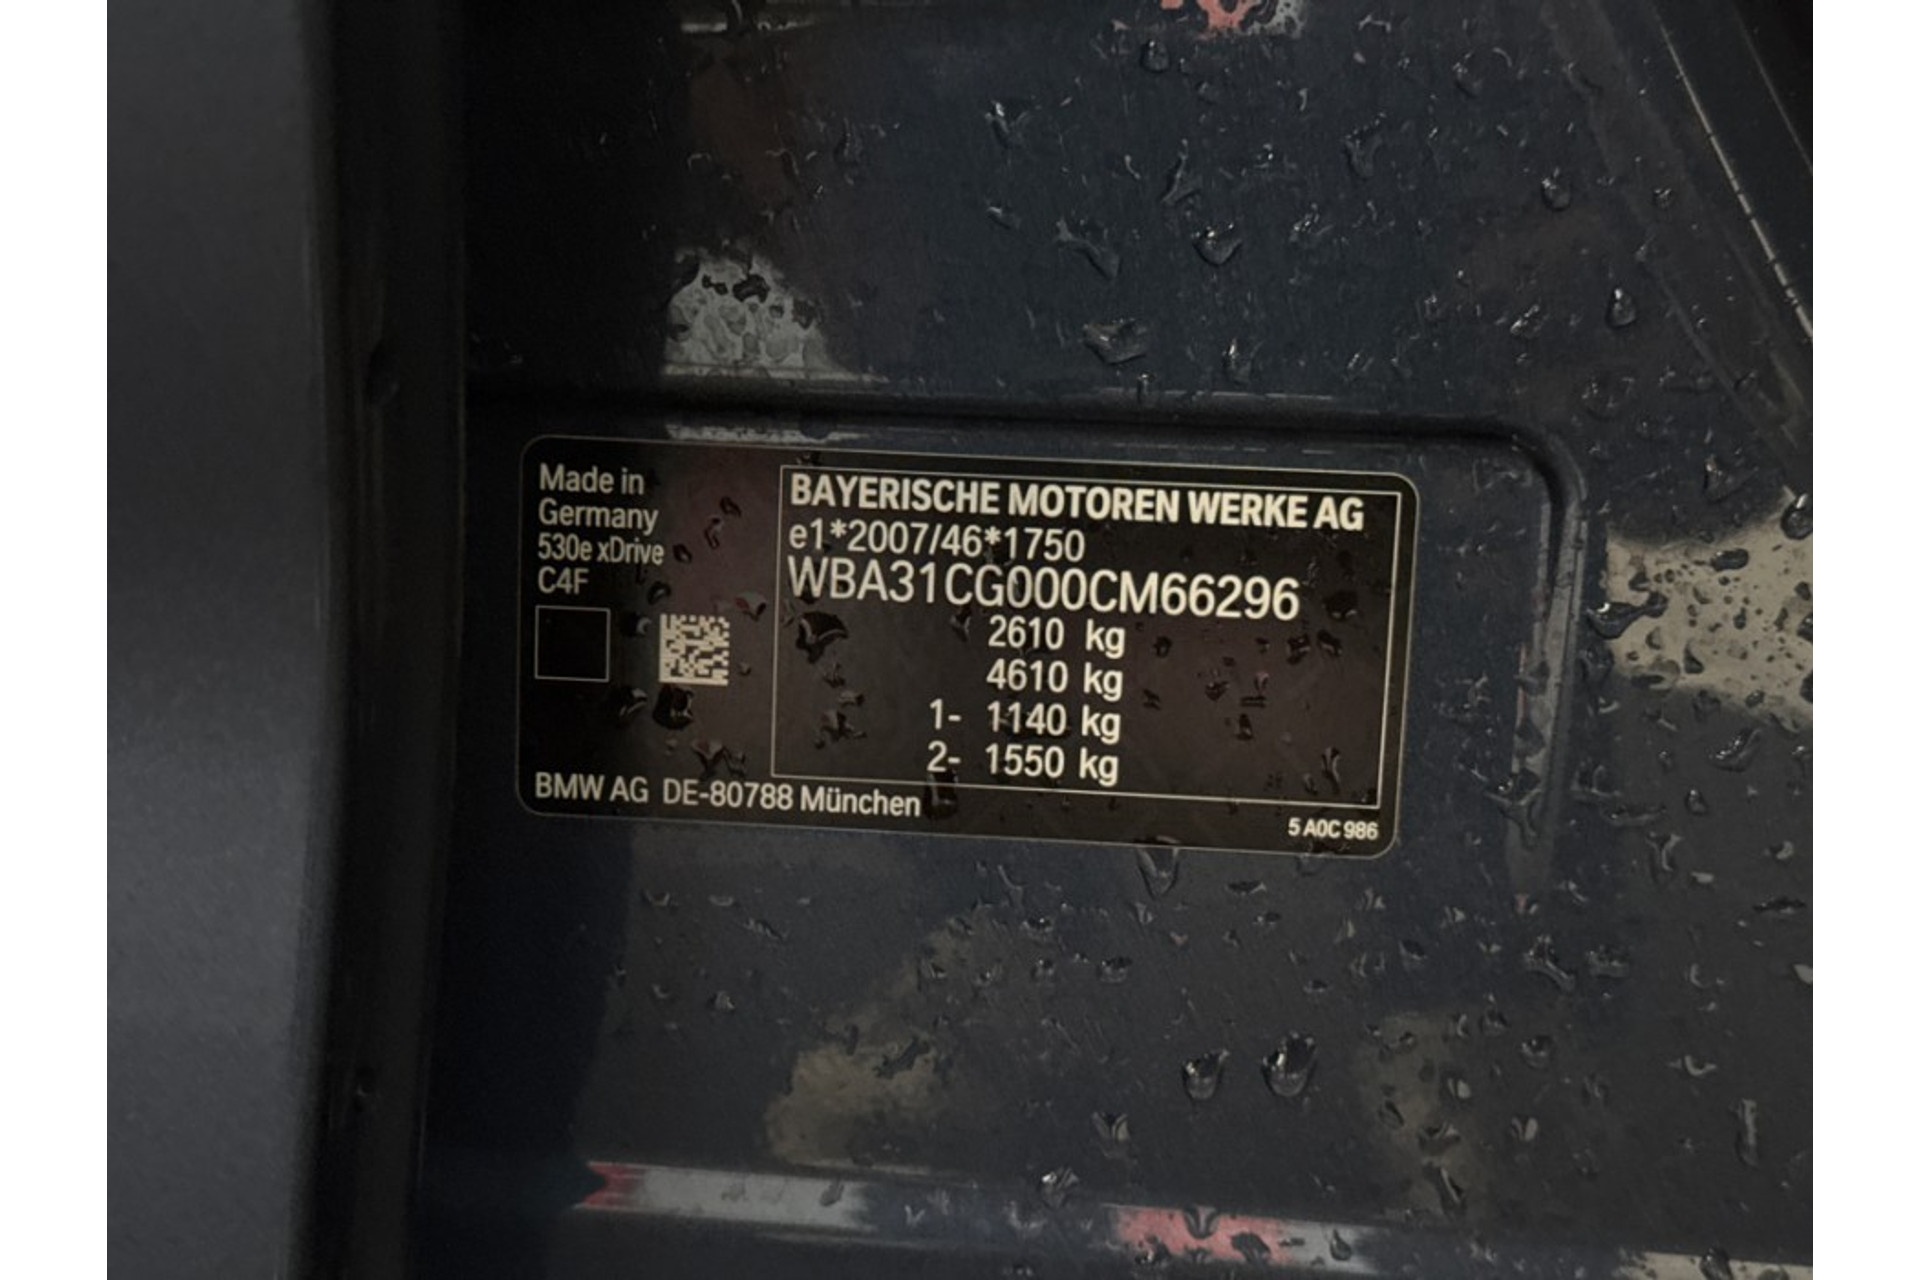 Made in
Germany
530e xDrive
C4F
BAYERISCHE MOTOREN WERKE AG
e1*2007/46*1750
WBA31CG000CM66296
2610 kg
4610 kg
1- 1140 kg
2- 1550 kg
BMW AG DE-80788 München
5 A0C 986